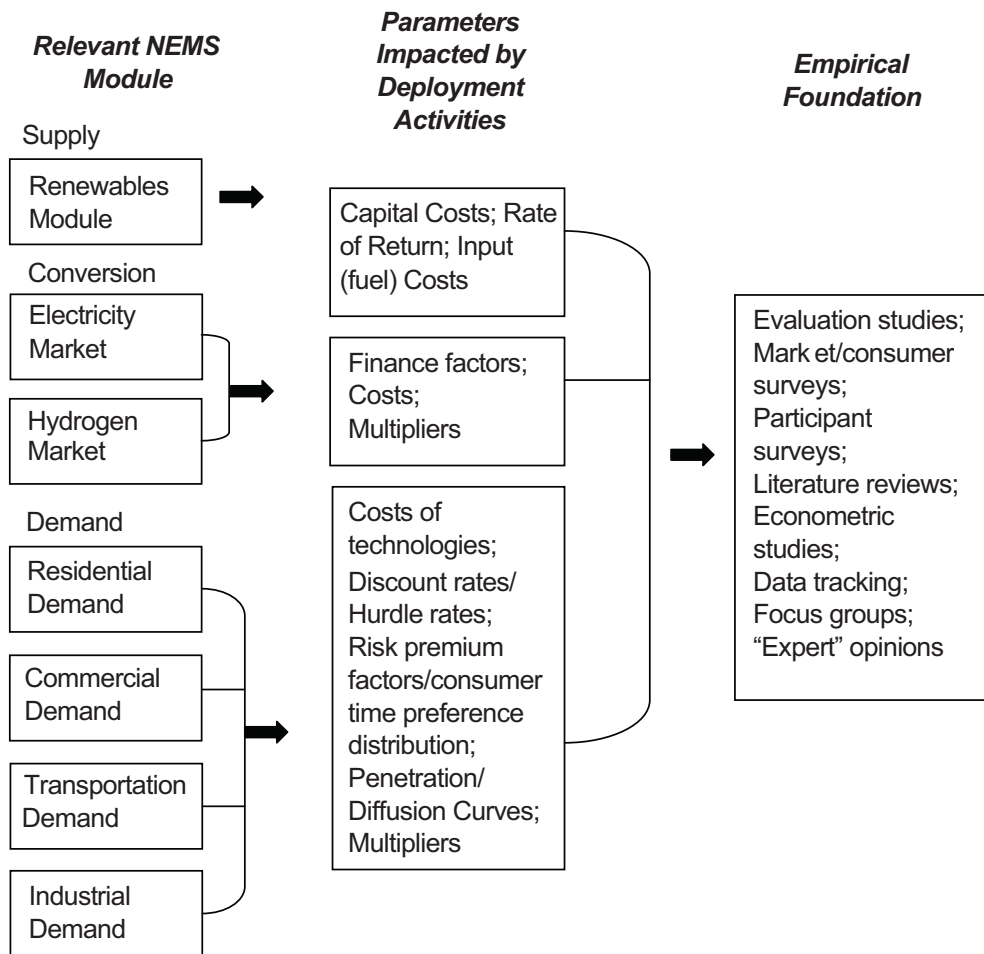 Relevant NEMS
Module
Parameters
Impacted by
Deployment
Activities
Empirical
Foundation
Supply
Renewables
Module
Conversion
Electricity
Market
Hydrogen
Market
Demand
Residential
Demand
Commercial
Demand
Transportation
Demand
Industrial
Demand
Capital Costs; Rate
of Return; Input
(fuel) Costs
Finance factors;
Costs;
Multipliers
Costs of
technologies;
Discount rates/
Hurdle rates;
Risk premium
factors/consumer
time preference
distribution;
Penetration/
Diffusion Curves;
Multipliers
Evaluation studies;
Mark et/consumer
surveys;
Participant
surveys;
Literature reviews;
Econometric
studies;
Data tracking;
Focus groups;
“Expert” opinions